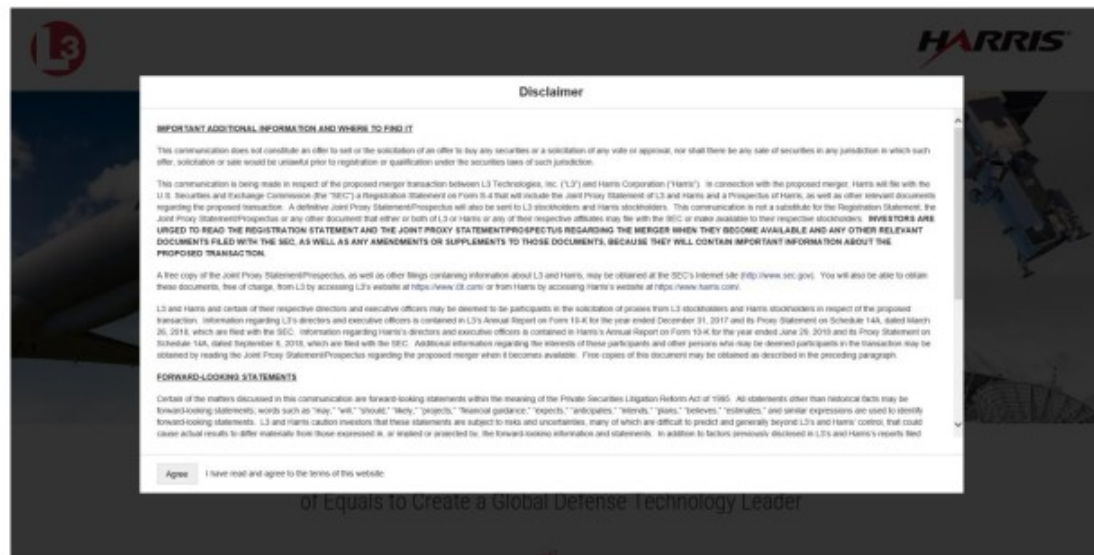 L3
HARRIS
Disclaimer
IMPORTANT ADDITIONAL INFORMATION AND WHERE TO FIND IT
This communication does not constitute an offer to sell or the solicitation of an offer to buy any securities or a solicitation of any vote or approval, nor shall there be any sale of securities in any jurisdiction in which such
offer, solicitation or sale would be unlawful prior to registration or qualification under the securities laws of such jurisdiction.
This communication is being made in respect of the proposed merger transaction between L3 Technologies, Inc. ("L3") and Harris Corporation ("Harris"). In connection with the proposed merger, Harris will file with the
U.S. Securities and Exchange Commission (the "SEC") a Registration Statement on Form S-4 that will include the Joint Proxy Statement of L3 and Harris and a Prospectus of Harris, as well as other relevant documents
regarding the proposed transaction. A definitive Joint Proxy Statement/Prospectus will also be sent to L3 stockholders and Harris stockholders. This communication is not a substitute for the Registration Statement, the
Joint Proxy Statement/Prospectus or any other document that either or both of L3 or Harris or any of their respective affiliates may file with the SEC or make available to their respective stockholders. INVESTORS ARE
URGED TO READ THE REGISTRATION STATEMENT AND THE JOINT PROXY STATEMENT/PROSPECTUS REGARDING THE MERGER WHEN THEY BECOME AVAILABLE AND ANY OTHER RELEVANT
DOCUMENTS FILED WITH THE SEC, AS WELL AS ANY AMENDMENTS OR SUPPLEMENTS TO THOSE DOCUMENTS, BECAUSE THEY WILL CONTAIN IMPORTANT INFORMATION ABOUT THE
PROPOSED TRANSACTION.
A free copy of the Joint Proxy Statement/Prospectus, as well as other filings containing information about L3 and Harris, may be obtained at the SEC's Internet site (http://www.sec.gov). You will also be able to obtain
these documents, free of charge, from L3 by accessing L3's website at https://www.l3t.com/ or from Harris by accessing Harris's website at https://www.harris.com/.
L3 and Harris and certain of their respective directors and executive officers may be deemed to be participants in the solicitation of proxies from L3 stockholders and Harris stockholders in respect of the proposed
transaction. Information regarding L3's directors and executive officers is contained in L3's Annual Report on Form 10-K for the year ended December 31, 2017 and its Proxy Statement on Schedule 14A, dated March
26, 2018, which are filed with the SEC. Information regarding Harris's directors and executive officers is contained in Harris's Annual Report on Form 10-K for the year ended June 29, 2018 and its Proxy Statement on
Schedule 14A, dated September 6, 2018, which are filed with the SEC. Additional information regarding the interests of those participants and other persons who may be deemed participants in the transaction may be
obtained by reading the Joint Proxy Statement/Prospectus regarding the proposed merger when it becomes available. Free copies of this document may be obtained as described in the preceding paragraph.
FORWARD-LOOKING STATEMENTS
Certain of the matters discussed in this communication are forward-looking statements within the meaning of the Private Securities Litigation Reform Act of 1995. All statements other than historical facts may be
forward-looking statements, words such as "may," "will," "should," "likely," "projects," "financial guidance," "expects," "anticipates," "intends," "plans," "believes," "estimates," and similar expressions are used to identify
forward-looking statements. L3 and Harris caution investors that these statements are subject to risks and uncertainties, many of which are difficult to predict and generally beyond L3's and Harris' control, that could
cause actual results to differ materially from those expressed in, or implied or projected by, the forward-looking information and statements. In addition to factors previously disclosed in L3's and Harris's reports filed
Agree I have read and agree to the terms of this website.
of Equals to Create a Global Defense Technology Leader